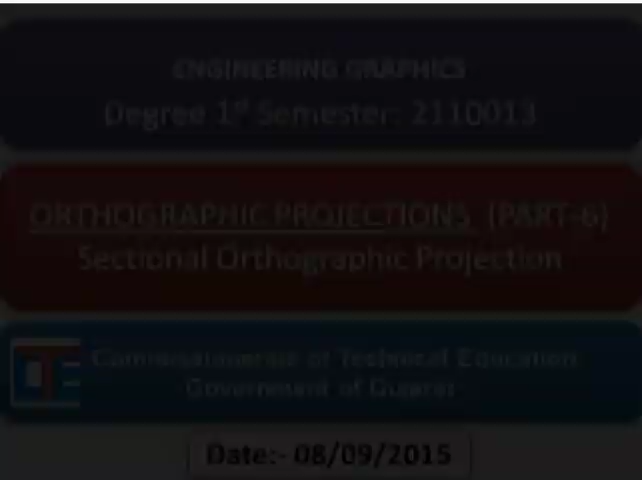 ENGINEERING GRAPHICS
Degree 1st Semester: 2110013
ORTHOGRAPHIC PROJECTIONS (PART-6)
Sectional Orthographic Projection
Commissionerate of Technical Education
Government of Gujarat
Date:- 08/09/2015